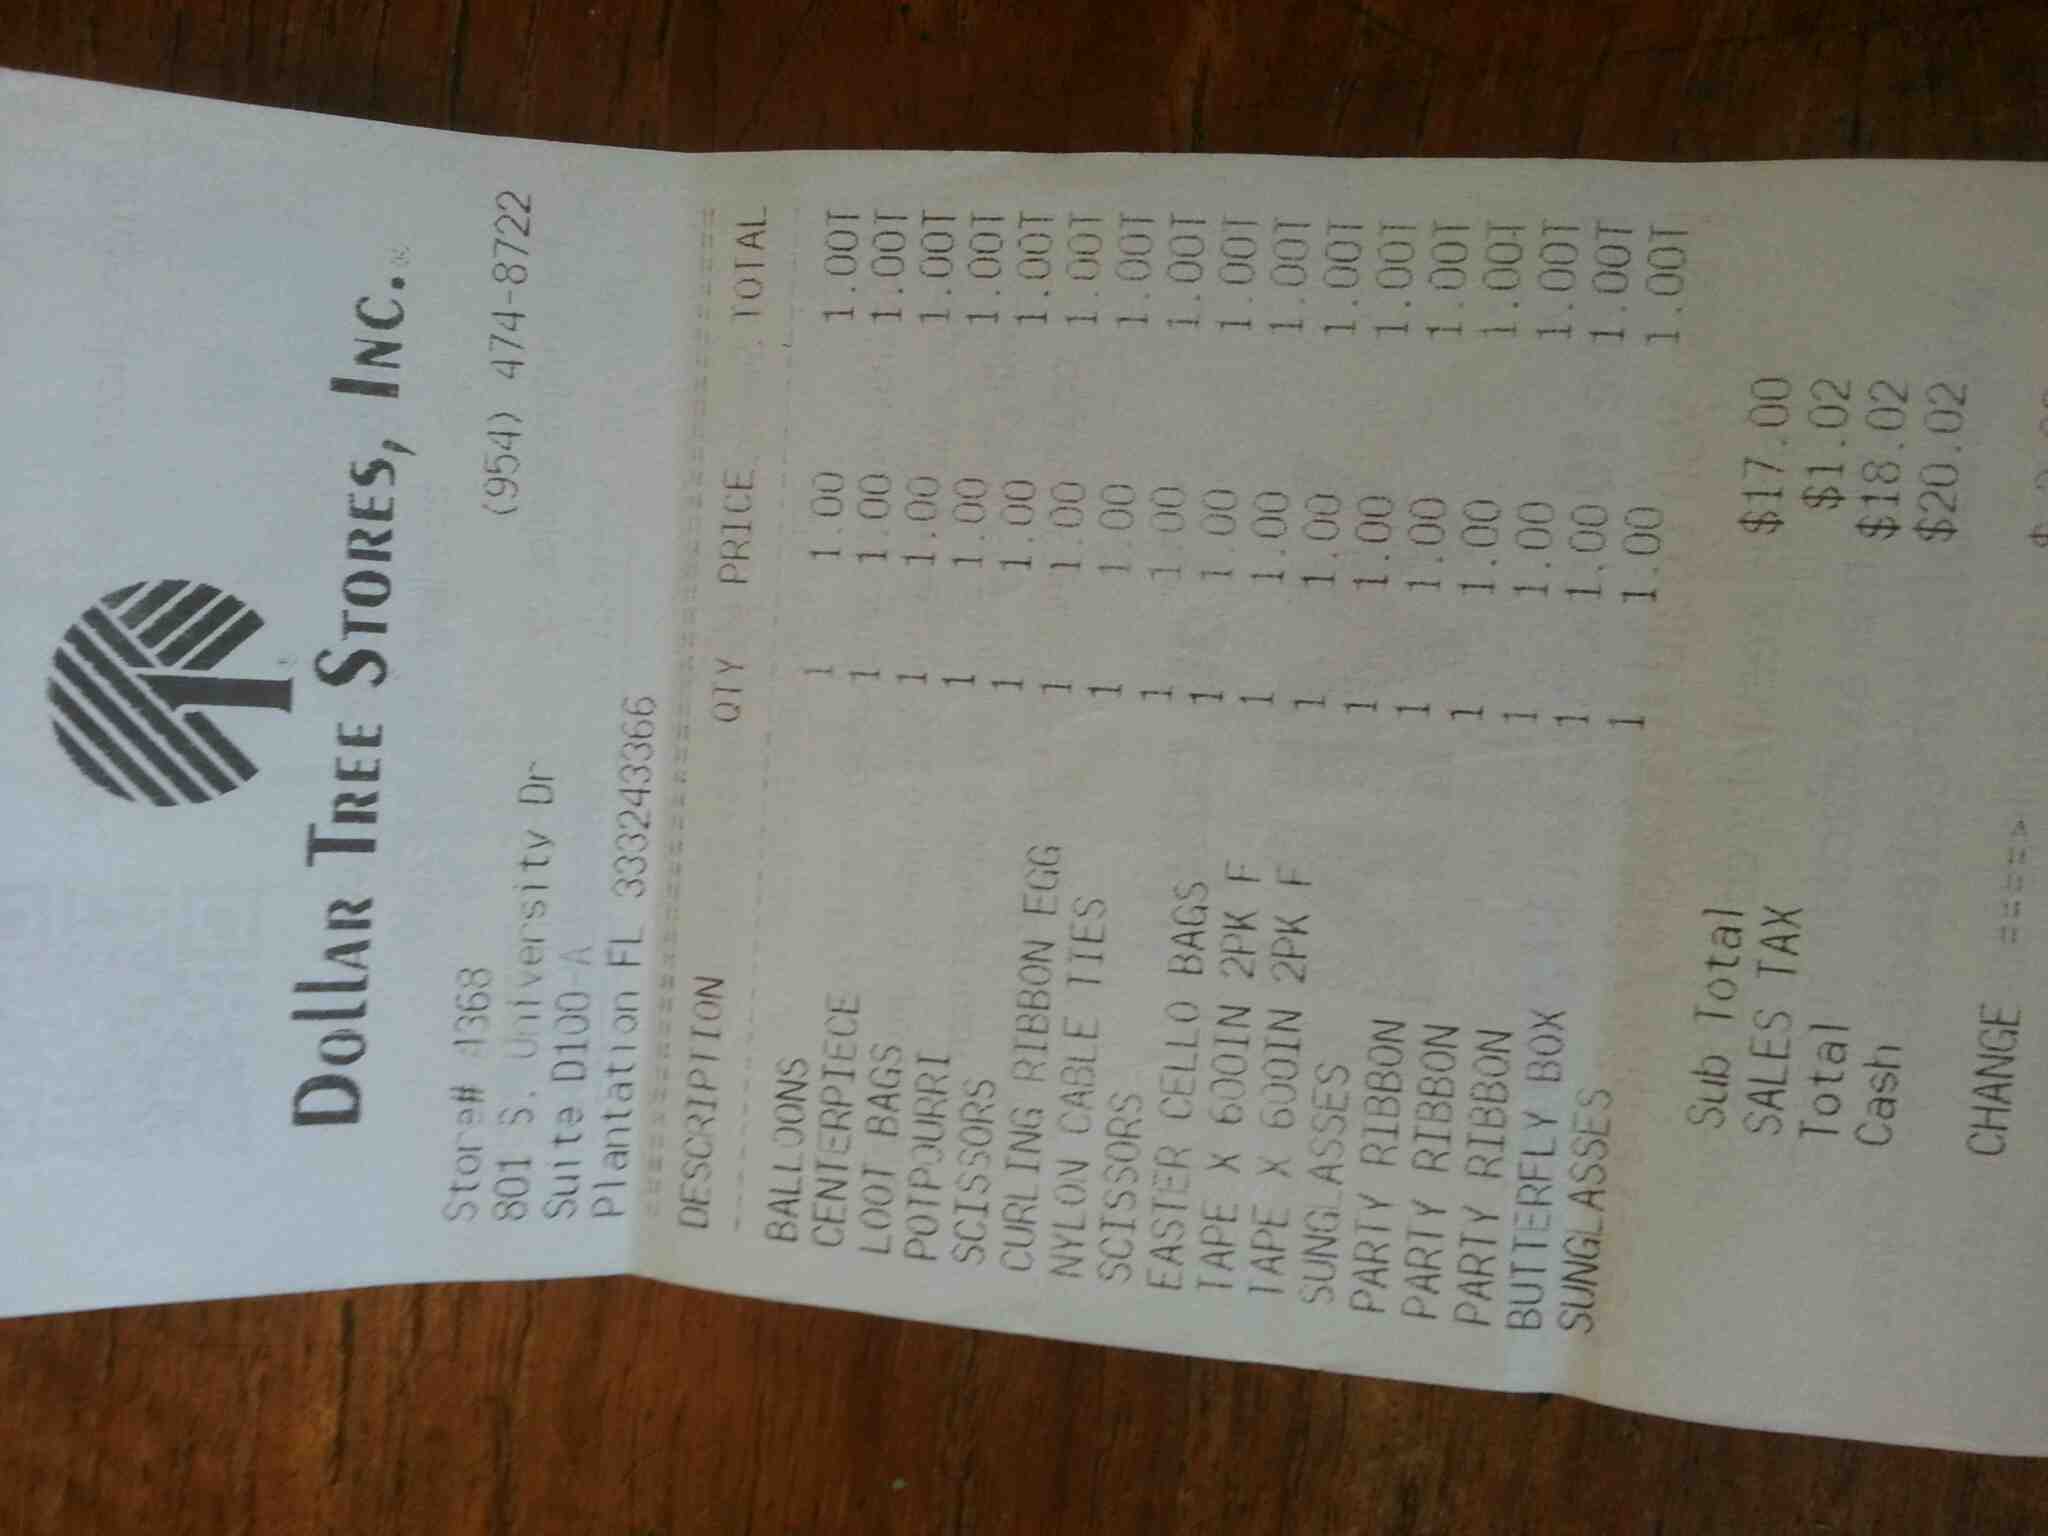 Dollar Tree Stores, Inc.®
Store# 4368 (954) 474-8722
801 S. University Dr
Suite D100-A
Plantation FL 333243366
DESCRIPTION QTY PRICE TOTAL
BALLOONS 1 1.00 1.00T
CENTERPIECE 1 1.00 1.00T
LOOT BAGS 1 1.00 1.00T
POTPOURRI 1 1.00 1.00T
SCISSORS 1 1.00 1.00T
CURLING RIBBON EGG 1 1.00 1.00T
NYLON CABLE TIES 1 1.00 1.00T
SCISSORS 1 1.00 1.00T
EASTER CELLO BAGS 1 1.00 1.00T
TAPE X 600IN 2PK F 1 1.00 1.00T
TAPE X 600IN 2PK F 1 1.00 1.00T
SUNGLASSES 1 1.00 1.00T
PARTY RIBBON 1 1.00 1.00T
PARTY RIBBON 1 1.00 1.00T
PARTY RIBBON 1 1.00 1.00T
BUTTERFLY BOX 1 1.00 1.00T
SUNGLASSES 1 1.00 1.00T
Sub Total $17.00
SALES TAX $1.02
Total $18.02
Cash $20.02
CHANGE =====>